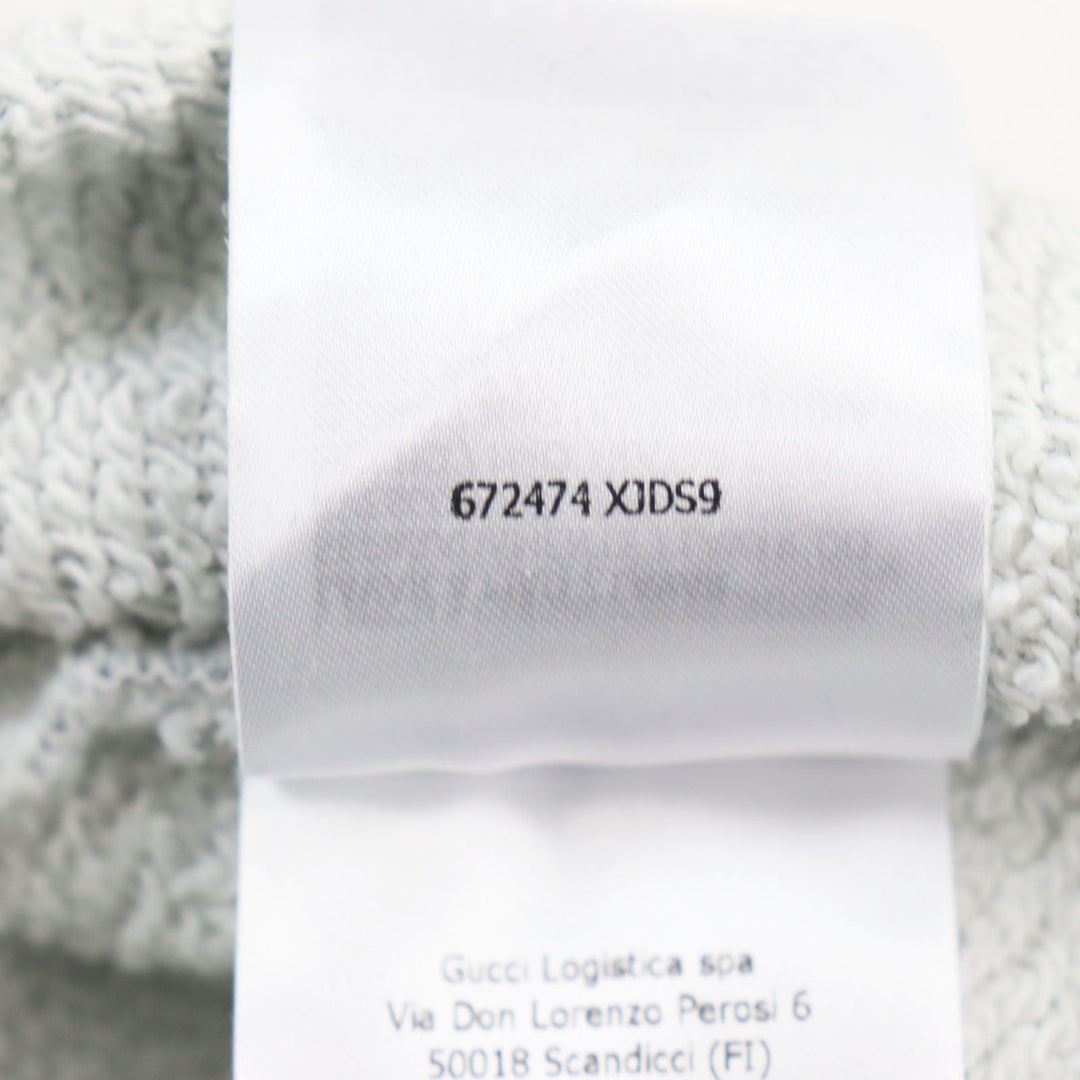 672474 XJDS9
Gucci Logistica spa
Via Don Lorenzo Perosi 6
50018 Scandicci (FI)